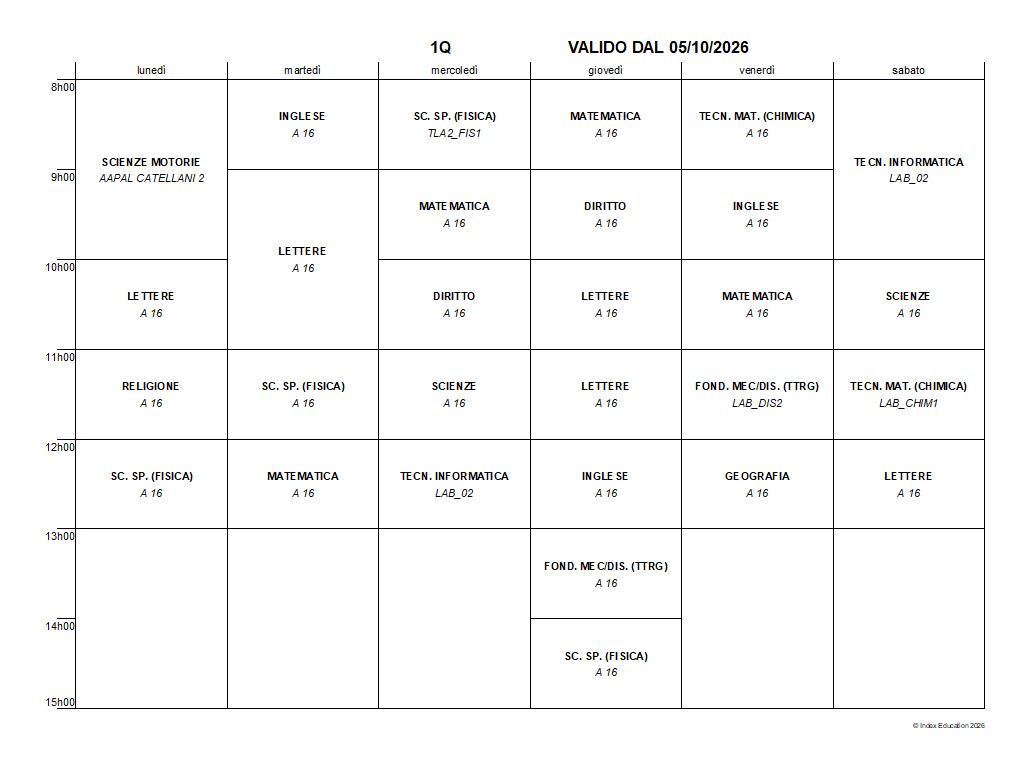 1Q VALIDO DAL 05/10/2026
lunedì martedì mercoledì giovedì venerdì sabato
8h00
INGLESE SC. SP. (FISICA) MATEMATICA TECN. MAT. (CHIMICA)
A 16 TLA2_FIS1 A 16 A 16
SCIENZE MOTORIE TECN. INFORMATICA
AAPAL CATELLANI 2 LAB_02
9h00
MATEMATICA DIRITTO INGLESE
A 16 A 16 A 16
LETTERE
A 16
10h00
LETTERE DIRITTO LETTERE MATEMATICA SCIENZE
A 16 A 16 A 16 A 16 A 16
11h00
RELIGIONE SC. SP. (FISICA) SCIENZE LETTERE FOND. MEC/DIS. (TTRG) TECN. MAT. (CHIMICA)
A 16 A 16 A 16 A 16 LAB_DIS2 LAB_CHIM1
12h00
SC. SP. (FISICA) MATEMATICA TECN. INFORMATICA INGLESE GEOGRAFIA LETTERE
A 16 A 16 LAB_02 A 16 A 16 A 16
13h00
FOND. MEC/DIS. (TTRG)
A 16
14h00
SC. SP. (FISICA)
A 16
15h00
© Index Education 2026